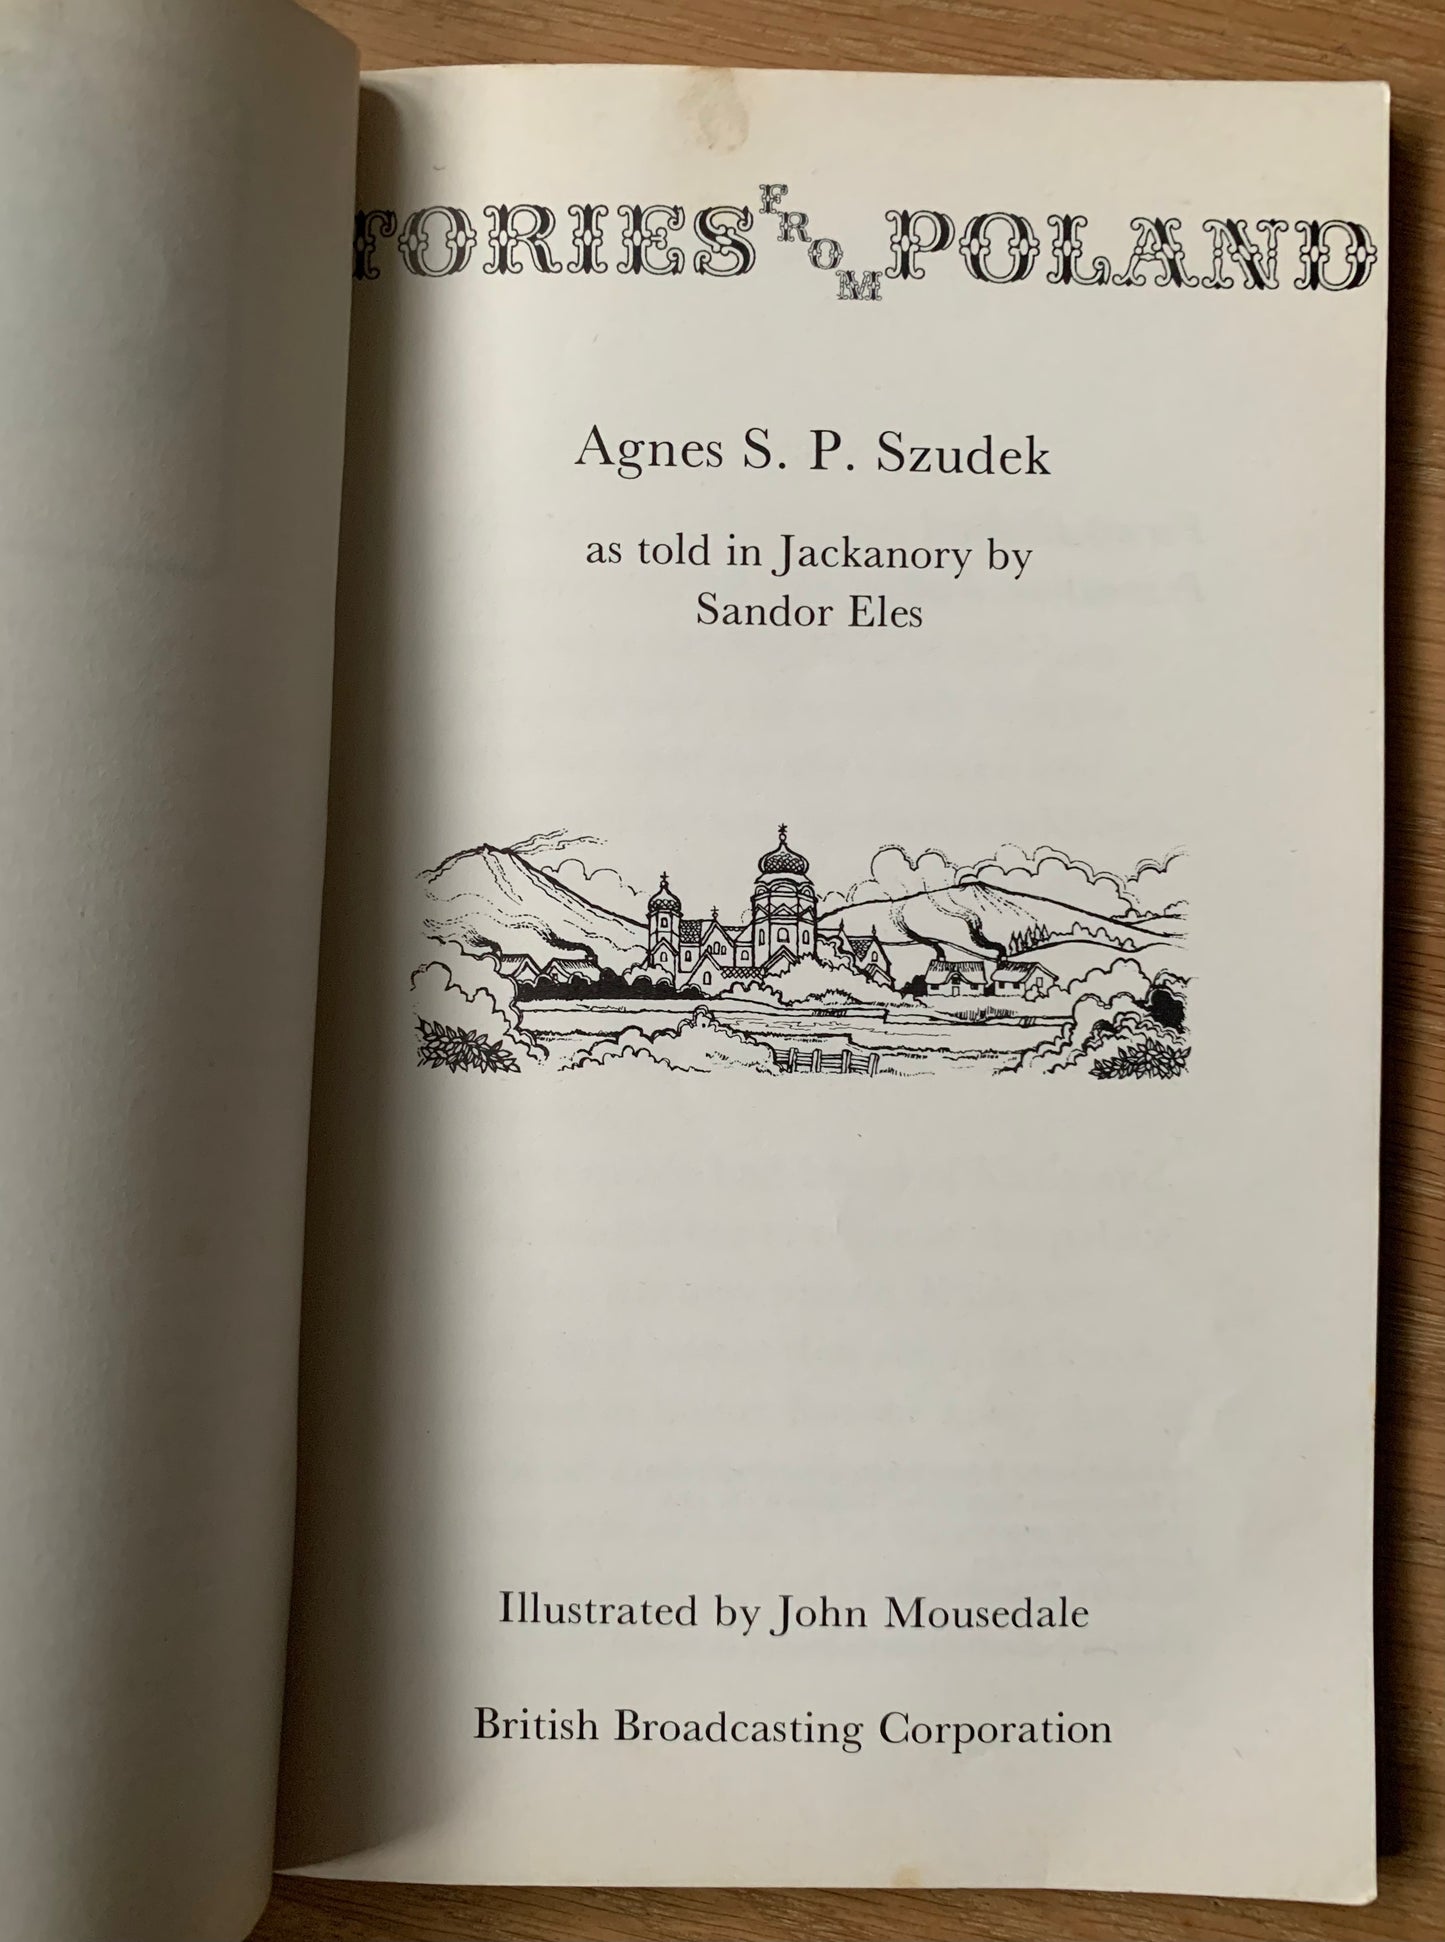 TORIES FROM POLAND
Agnes S. P. Szudek
as told in Jackanory by
Sandor Eles
Illustrated by John Mousedale
British Broadcasting Corporation